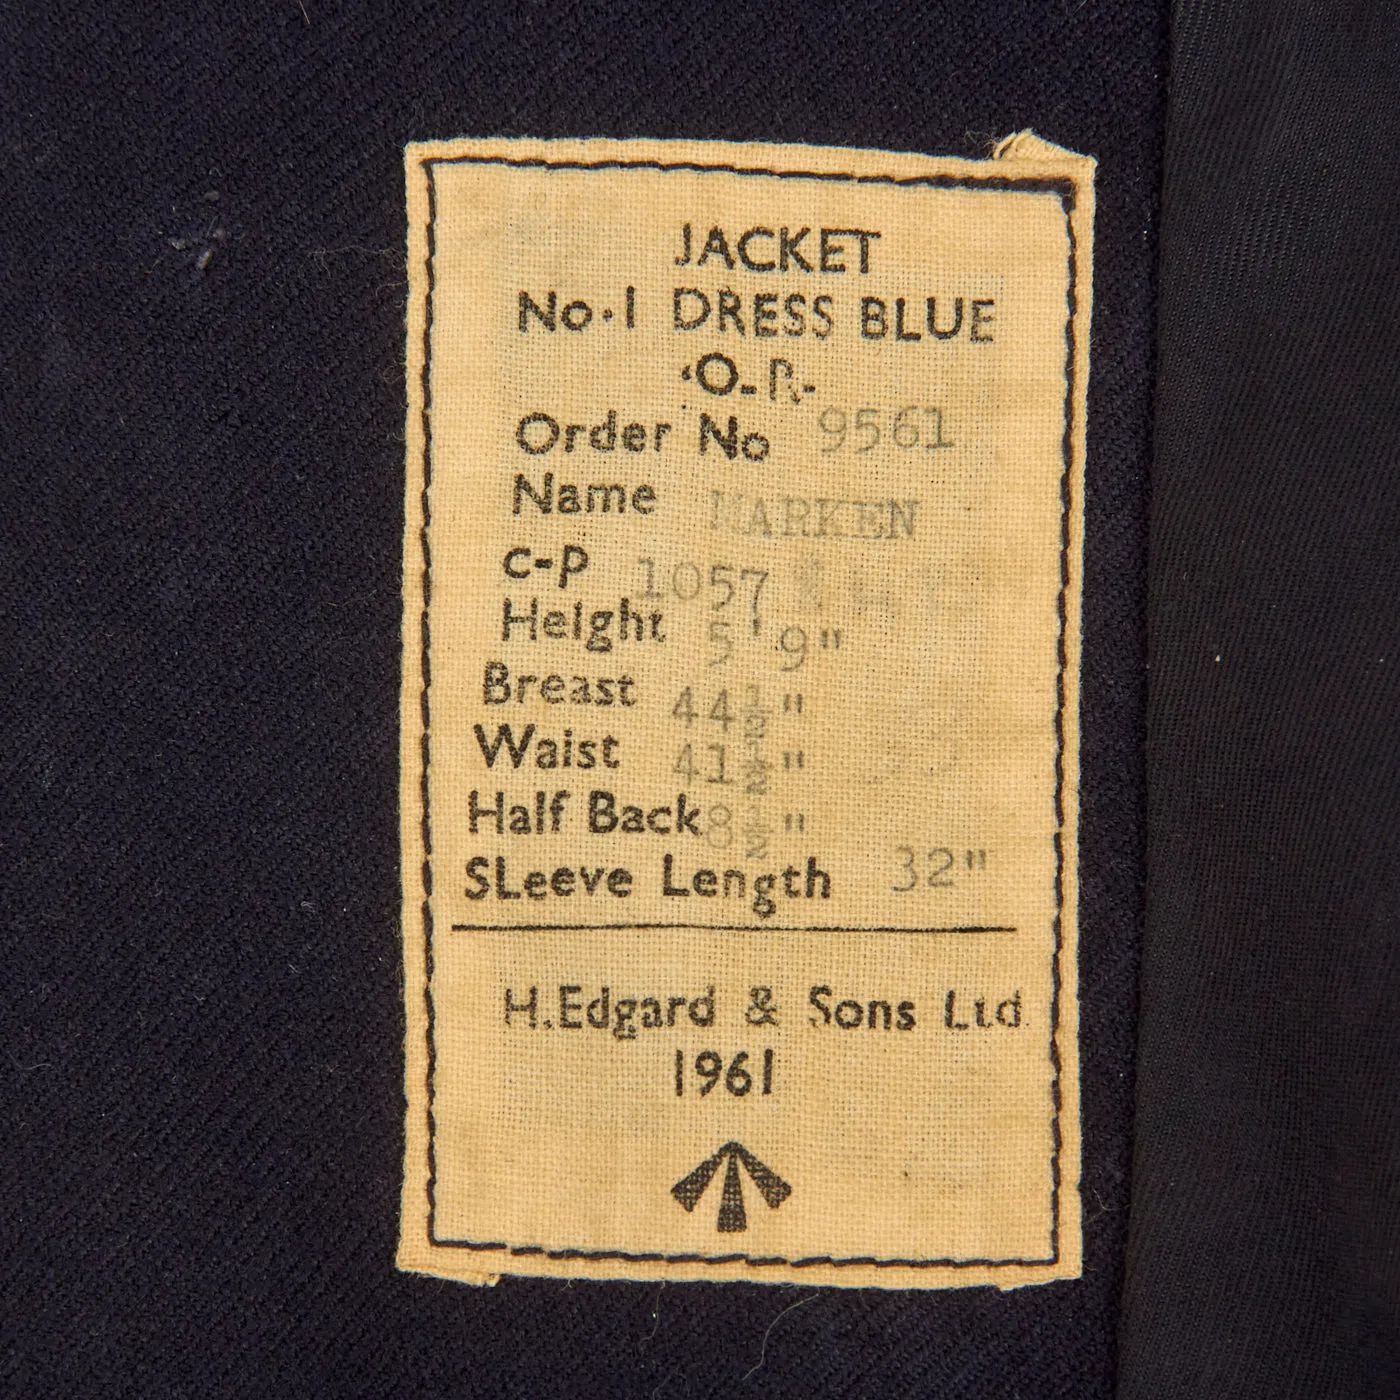 JACKET
No.1 DRESS BLUE
.O.R.
Order No 9561
Name
c-p 1057
Height 5'9"
Breast 44½"
Waist 41½"
Half Back 8½"
SLeeve Length 32"
H.Edgard & Sons Ltd.
1961